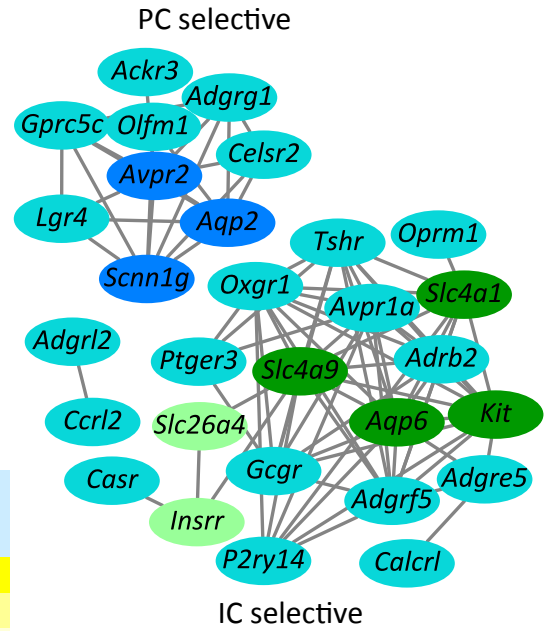 PC selective
Ackr3
Adgrg1
Gprc5c
Olfm1
Celsr2
Avpr2
Lgr4
Aqp2
Scnn1g
Tshr
Oprm1
Oxgr1
Avpr1a
Slc4a1
Adgrl2
Ptger3
Slc4a9
Adrb2
Ccrl2
Slc26a4
Aqp6
Kit
Casr
Gcgr
Adgrf5
Adgre5
Insrr
P2ry14
Calcrl
IC selective